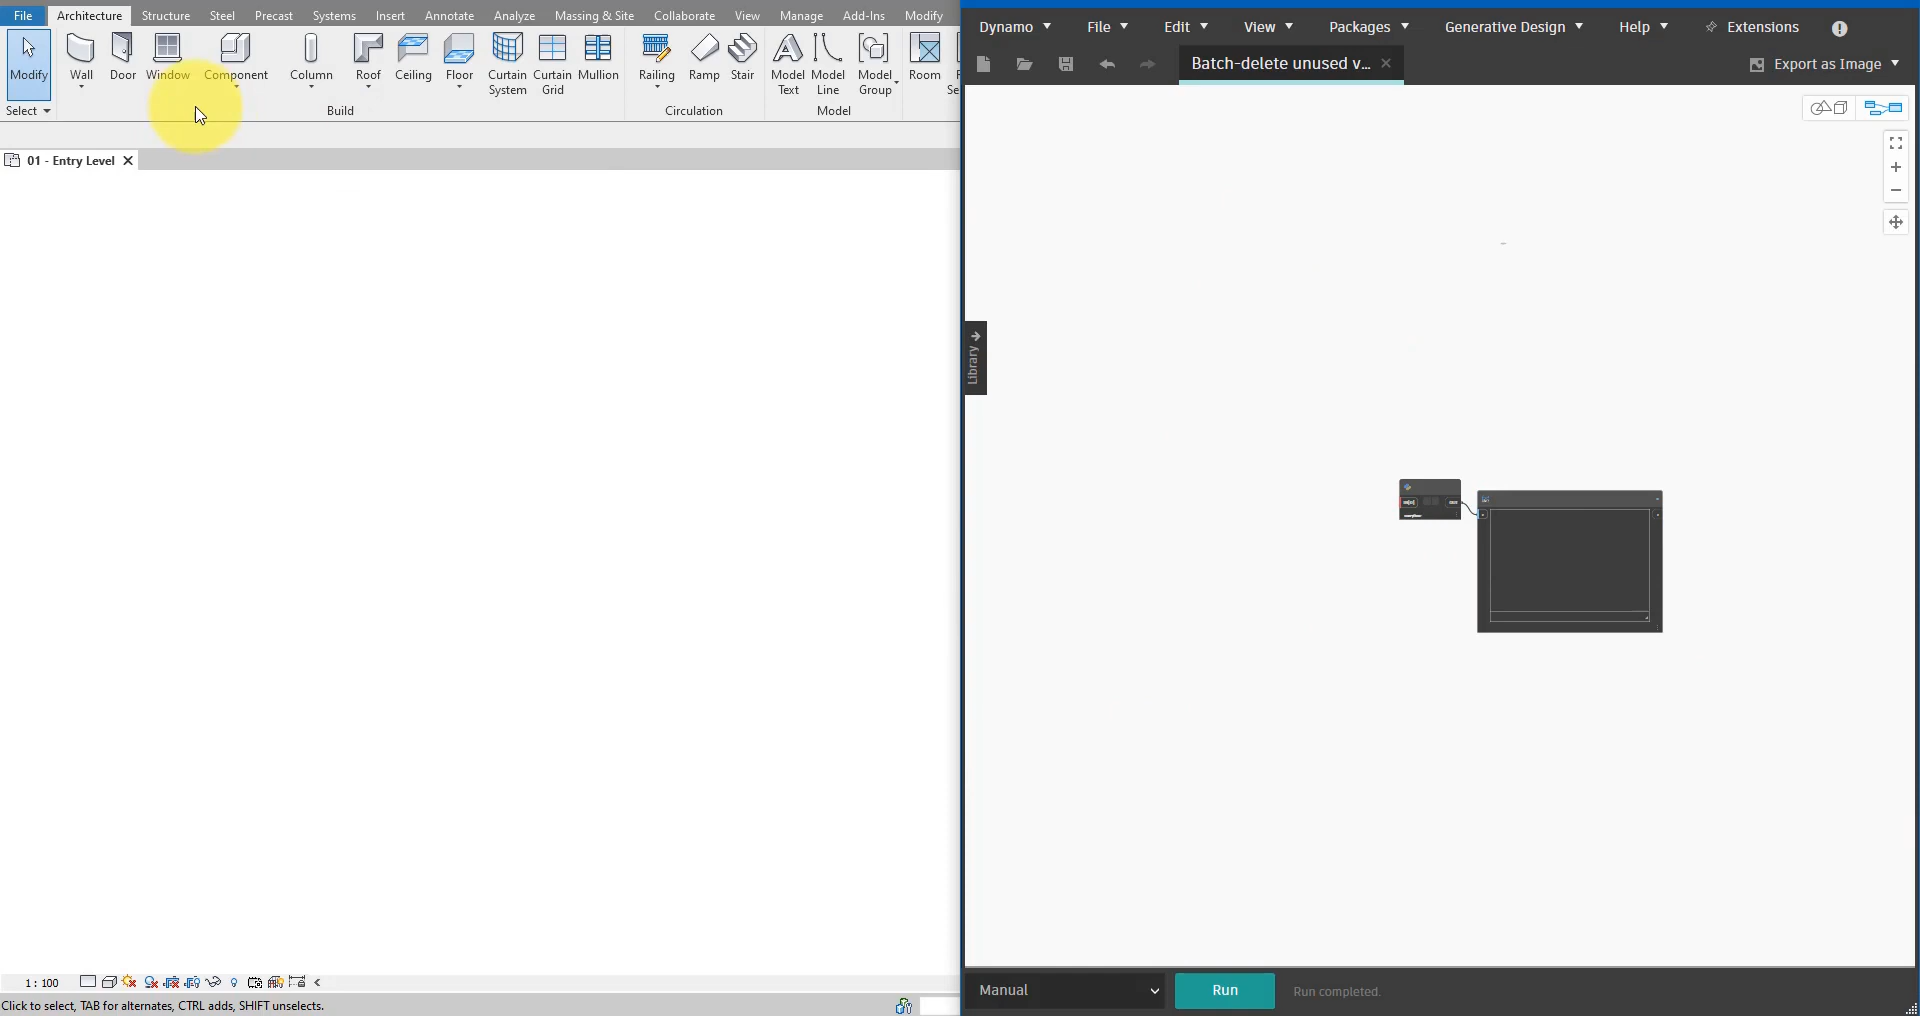 File Architecture Structure Steel Precast Systems Insert Annotate Analyze Massing & Site Collaborate View Manage Add-Ins Modify
Modify Wall Door Window Component Column Roof Ceiling Floor Curtain System Curtain Grid Mullion Railing Ramp Stair Model Text Model Line Model Group Room
Select Build Circulation Model
01 - Entry Level
1 : 100
Click to select, TAB for alternates, CTRL adds, SHIFT unselects.
Dynamo File Edit View Packages Generative Design Help Extensions
Batch-delete unused v... Export as Image
Library
Manual Run Run completed.